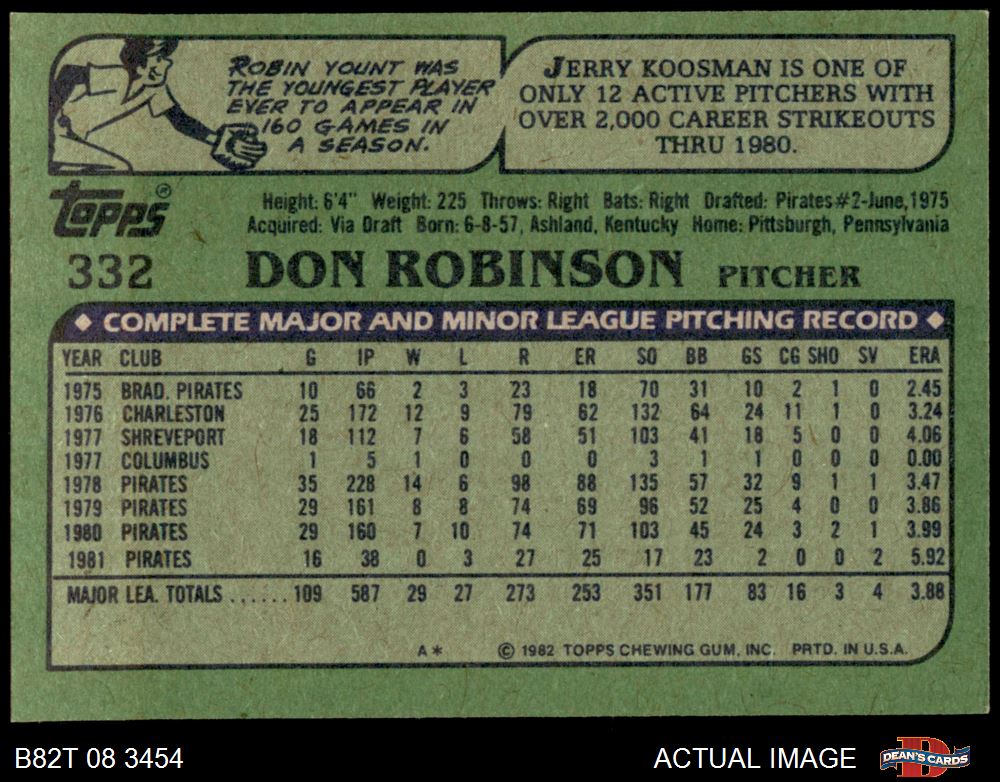 ROBIN YOUNT WAS
THE YOUNGEST PLAYER
EVER TO APPEAR IN
160 GAMES IN
A SEASON.
JERRY KOOSMAN IS ONE OF
ONLY 12 ACTIVE PITCHERS WITH
OVER 2,000 CAREER STRIKEOUTS
THRU 1980.
Topps®
Height: 6'4" Weight: 225 Throws: Right Bats: Right Drafted: Pirates #2-June, 1975
Acquired: Via Draft Born: 6-8-57, Ashland, Kentucky Home: Pittsburgh, Pennsylvania
332 DON ROBINSON PITCHER
◆ COMPLETE MAJOR AND MINOR LEAGUE PITCHING RECORD ◆
YEAR CLUB G IP W L R ER SO BB GS CG SHO SV ERA
1975 BRAD. PIRATES 10 66 2 3 23 18 70 31 10 2 1 0 2.45
1976 CHARLESTON 25 172 12 9 79 62 132 64 24 11 1 0 3.24
1977 SHREVEPORT 18 112 7 6 58 51 103 41 18 5 0 0 4.06
1977 COLUMBUS 1 5 1 0 0 0 3 1 1 0 0 0 0.00
1978 PIRATES 35 228 14 6 98 88 135 57 32 9 1 1 3.47
1979 PIRATES 29 161 8 8 74 69 96 52 25 4 0 0 3.86
1980 PIRATES 29 160 7 10 74 71 103 45 24 3 2 1 3.99
1981 PIRATES 16 38 0 3 27 25 17 23 2 0 0 2 5.92
MAJOR LEA. TOTALS ...... 109 587 29 27 273 253 351 177 83 16 3 4 3.88
A* © 1982 TOPPS CHEWING GUM, INC. PRTD. IN U.S.A.
B82T 08 3454 ACTUAL IMAGE DEAN'S CARDS